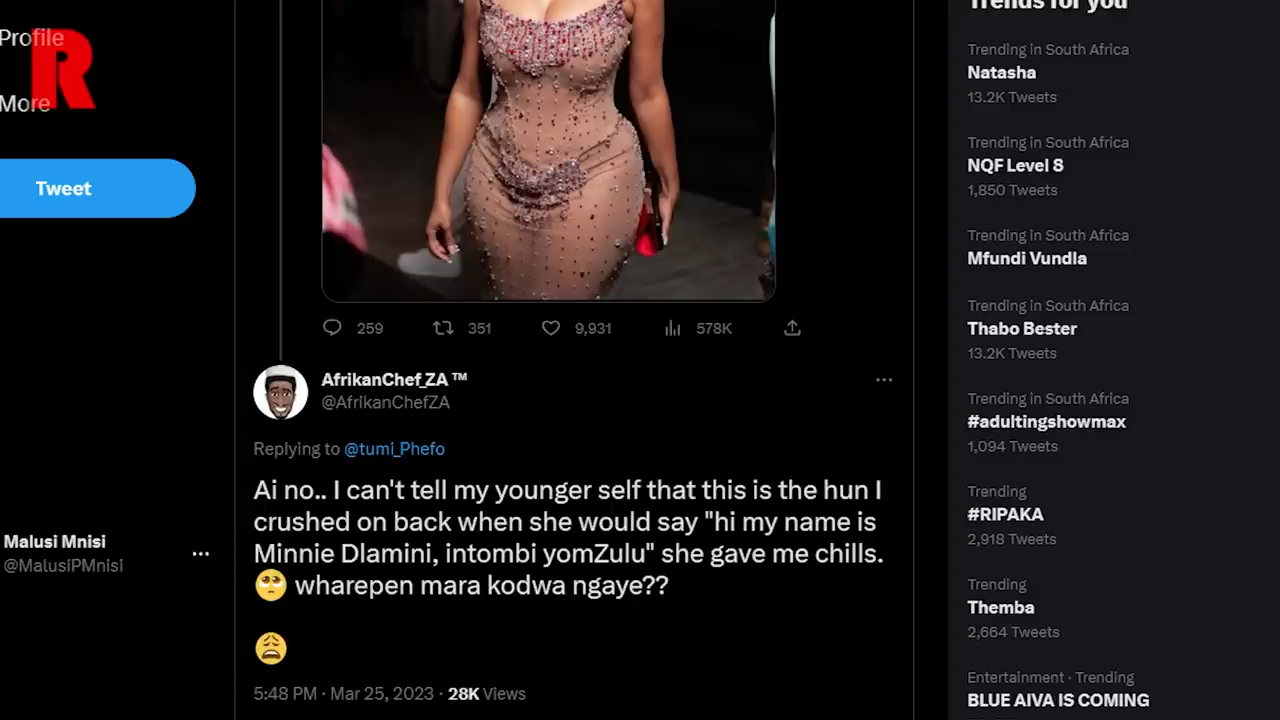 Profile
R
More
Tweet
Malusi Mnisi
@MalusiPMnisi
259 351 9,931 578K
AfrikanChef_ZA™
@AfrikanChefZA
Replying to @tumi_Phefo
Ai no.. I can't tell my younger self that this is the hun I
crushed on back when she would say "hi my name is
Minnie Dlamini, intombi yomZulu" she gave me chills.
🥺 wharepen mara kodwa ngaye??
😩
5:48 PM · Mar 25, 2023 · 28K Views
Trends for you
Trending in South Africa
Natasha
13.2K Tweets
Trending in South Africa
NQF Level 8
1,850 Tweets
Trending in South Africa
Mfundi Vundla
Trending in South Africa
Thabo Bester
13.2K Tweets
Trending in South Africa
#adultingshowmax
1,094 Tweets
Trending
#RIPAKA
2,918 Tweets
Trending
Themba
2,664 Tweets
Entertainment · Trending
BLUE AIVA IS COMING